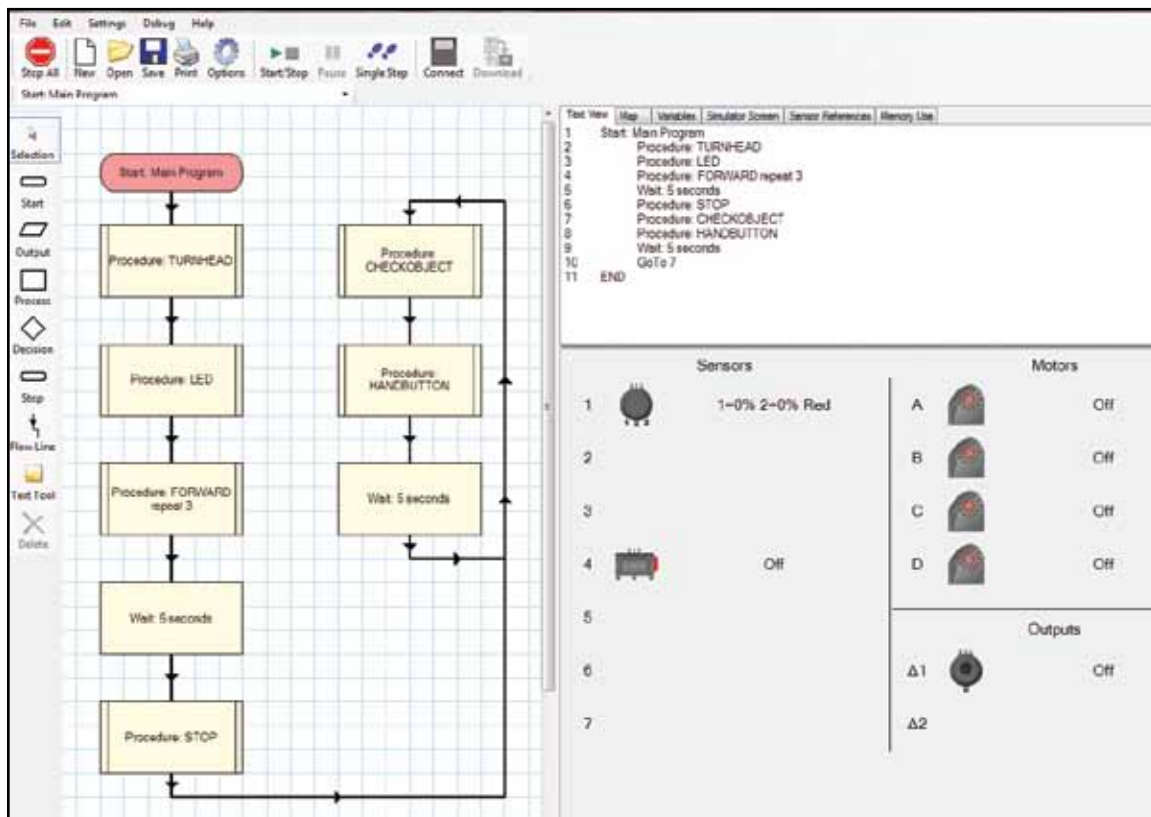 File Edit Settings Debug Help
Stop All New Open Save Print Options Start/Stop Pause Single Step Connect Download
Start: Main Program
Selection
Start
Output
Process
Decision
Stop
Flow Line
Text Tool
Delete
Start: Main Program
Procedure: TURNHEAD
Procedure: LED
Procedure: FORWARD
repeat 3
Wait: 5 seconds
Procedure: STOP
Procedure:
CHECKOBJECT
Procedure:
HANDBUTTON
Wait: 5 seconds
Text View Map Variables Simulator Screen Sensor References Memory Use
1 Start: Main Program
2 Procedure: TURNHEAD
3 Procedure: LED
4 Procedure: FORWARD repeat 3
5 Wait: 5 seconds
6 Procedure: STOP
7 Procedure: CHECKOBJECT
8 Procedure: HANDBUTTON
9 Wait: 5 seconds
10 GoTo 7
11 END
Sensors
1 1=0% 2=0% Red
2
3
4 Off
5
6
7
Motors
A Off
B Off
C Off
D Off
Outputs
Δ1 Off
Δ2